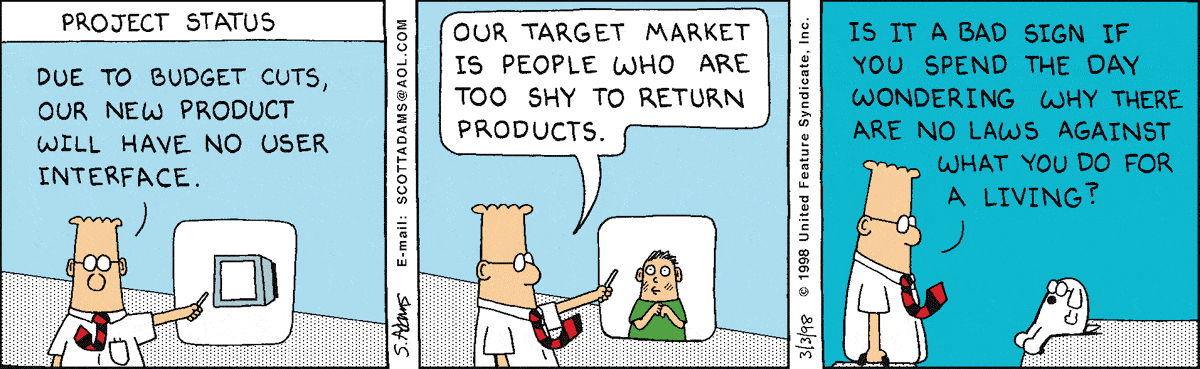 PROJECT STATUS
DUE TO BUDGET CUTS,
OUR NEW PRODUCT
WILL HAVE NO USER
INTERFACE.
S.Adams
E-mail: SCOTTADAMS@AOL.COM
OUR TARGET MARKET
IS PEOPLE WHO ARE
TOO SHY TO RETURN
PRODUCTS.
3/3/98
© 1998 United Feature Syndicate, Inc.
IS IT A BAD SIGN IF
YOU SPEND THE DAY
WONDERING WHY THERE
ARE NO LAWS AGAINST
WHAT YOU DO FOR
A LIVING?